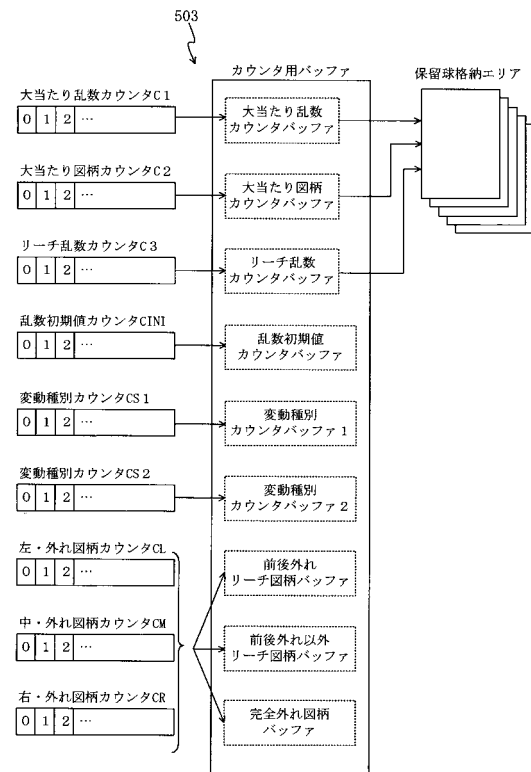 503
カウンタ用バッファ
保留球格納エリア
大当たり乱数カウンタC1
0 1 2 …
大当たり乱数
カウンタバッファ
大当たり図柄カウンタC2
0 1 2 …
大当たり図柄
カウンタバッファ
リーチ乱数カウンタC3
0 1 2 …
リーチ乱数
カウンタバッファ
乱数初期値カウンタCINI
0 1 2 …
乱数初期値
カウンタバッファ
変動種別カウンタCS1
0 1 2 …
変動種別
カウンタバッファ1
変動種別カウンタCS2
0 1 2 …
変動種別
カウンタバッファ2
左・外れ図柄カウンタCL
0 1 2 …
前後外れ
リーチ図柄バッファ
中・外れ図柄カウンタCM
0 1 2 …
前後外れ以外
リーチ図柄バッファ
右・外れ図柄カウンタCR
0 1 2 …
完全外れ図柄
バッファ